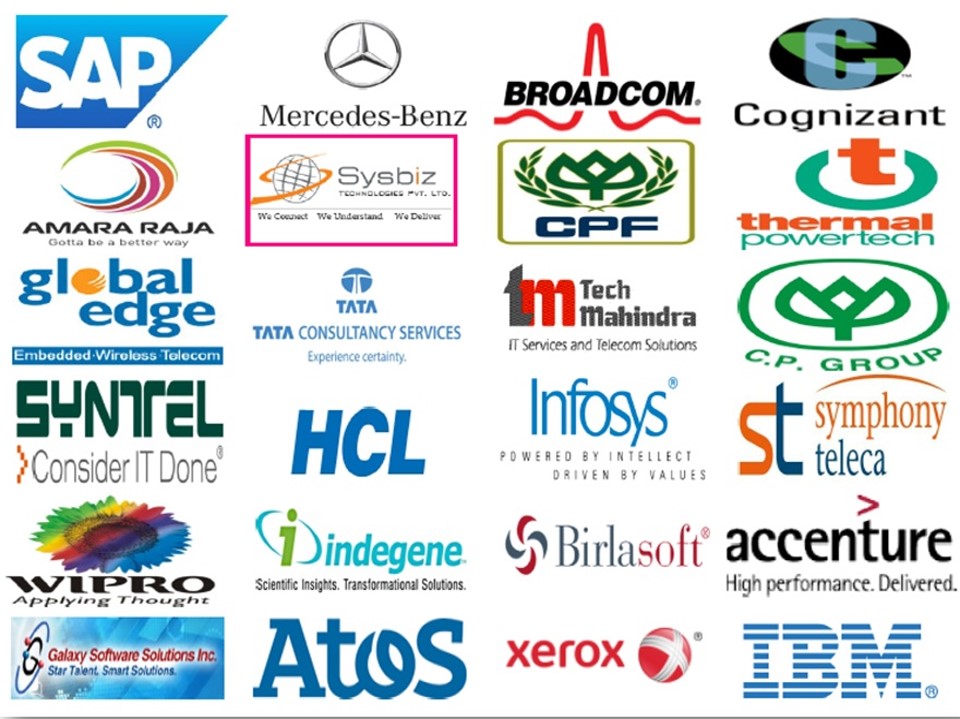 SAP
®
Mercedes-Benz
BROADCOM®
C
™
Cognizant
AMARA RAJA
Gotta be a better way
Sysbiz
TECHNOLOGIES PVT. LTD.
We Connect We Understand We Deliver
CPF
t
thermal
powertech
global
edge
Embedded·Wireless·Telecom
T
TATA
TATA CONSULTANCY SERVICES
Experience certainty.
tm Tech
Mahindra
IT Services and Telecom Solutions
C.P. GROUP
SYNTEL
Consider IT Done®
HCL
Infosys®
POWERED BY INTELLECT
DRIVEN BY VALUES
st symphony
teleca
WIPRO
Applying Thought
i indegene™
Scientific Insights. Transformational Solutions.
Birlasoft®
>
accenture
High performance. Delivered.
Galaxy Software Solutions Inc.
Star Talent. Smart Solutions.
Atos
xerox ®
IBM®